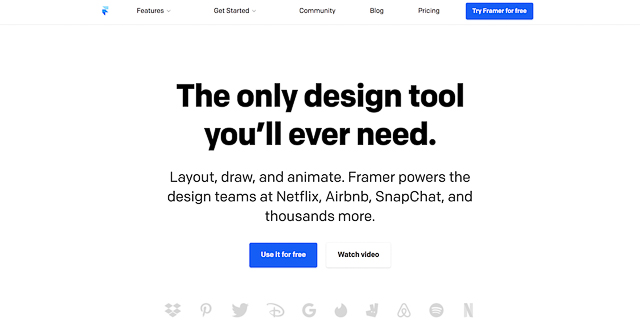 Features Get Started Community Blog Pricing Try Framer for free
The only design tool
you’ll ever need.
Layout, draw, and animate. Framer powers the
design teams at Netflix, Airbnb, SnapChat, and
thousands more.
Use it for free Watch video